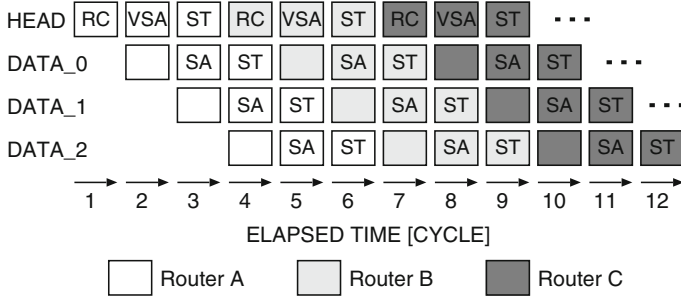 HEAD RC VSA ST RC VSA ST RC VSA ST ...
DATA_0 SA ST SA ST SA ST ...
DATA_1 SA ST SA ST SA ST ...
DATA_2 SA ST SA ST SA ST
1 2 3 4 5 6 7 8 9 10 11 12
ELAPSED TIME [CYCLE]
Router A Router B Router C